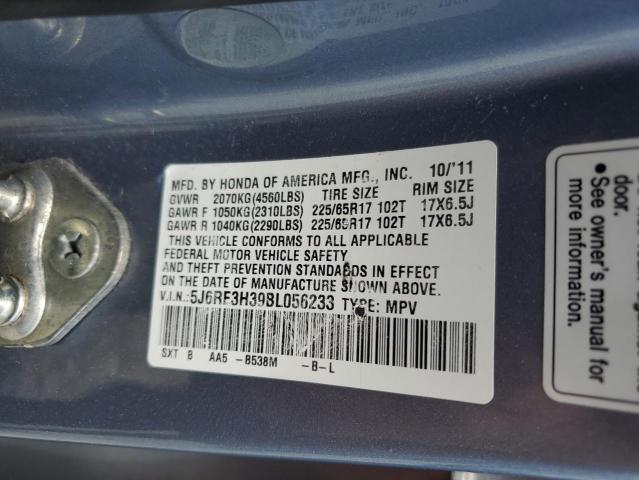 MFD. BY HONDA OF AMERICA MFG., INC. 10/'11
GVWR 2070KG(4560LBS) TIRE SIZE RIM SIZE
GAWR F 1050KG(2310LBS) 225/65R17 102T 17X6.5J
GAWR R 1040KG(2290LBS) 225/65R17 102T 17X6.5J
THIS VEHICLE CONFORMS TO ALL APPLICABLE
FEDERAL MOTOR VEHICLE SAFETY
AND THEFT PREVENTION STANDARDS IN EFFECT
ON THE DATE OF MANUFACTURE SHOWN ABOVE.
V.I.N.: 5J6RE3H39BL056233 TYPE: MPV
SXT B AA5 -B538M -B-L
door.
• See owner's manual for
more information.